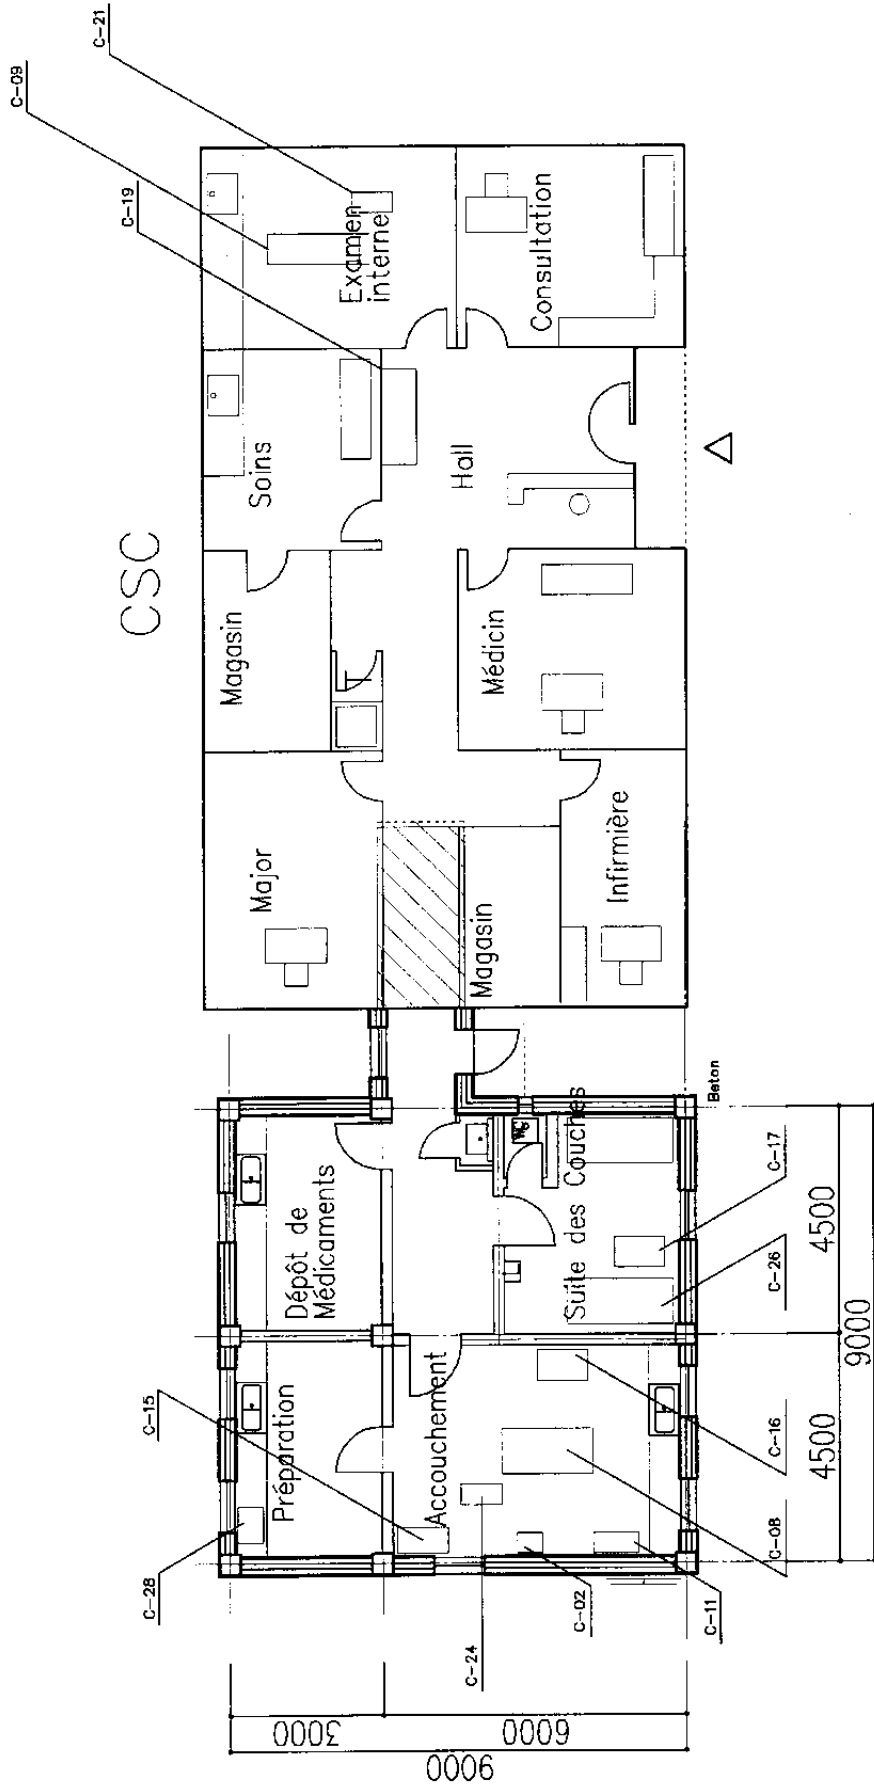 CSC
C-09
C-21
C-19
Examen
interne
Consultation
Soins
Hall
Magasin
Médicin
Major
Magasin
Infirmière
Dépôt de
Médicaments
WC
Suite des Couches
Beton
C-17
C-26
C-15
Préparation
Accouchement
C-28
C-16
C-08
C-02
C-11
C-24
4500
4500
9000
3000
6000
9000